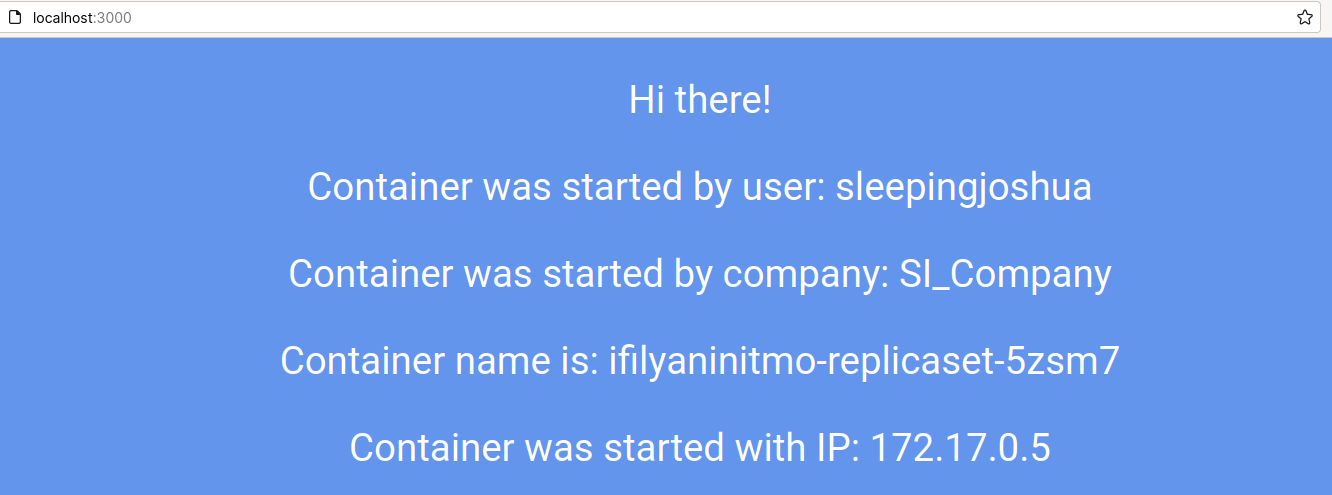 localhost:3000
Hi there!
Container was started by user: sleepingjoshua
Container was started by company: SI_Company
Container name is: ifilyaninitmo-replicaset-5zsm7
Container was started with IP: 172.17.0.5